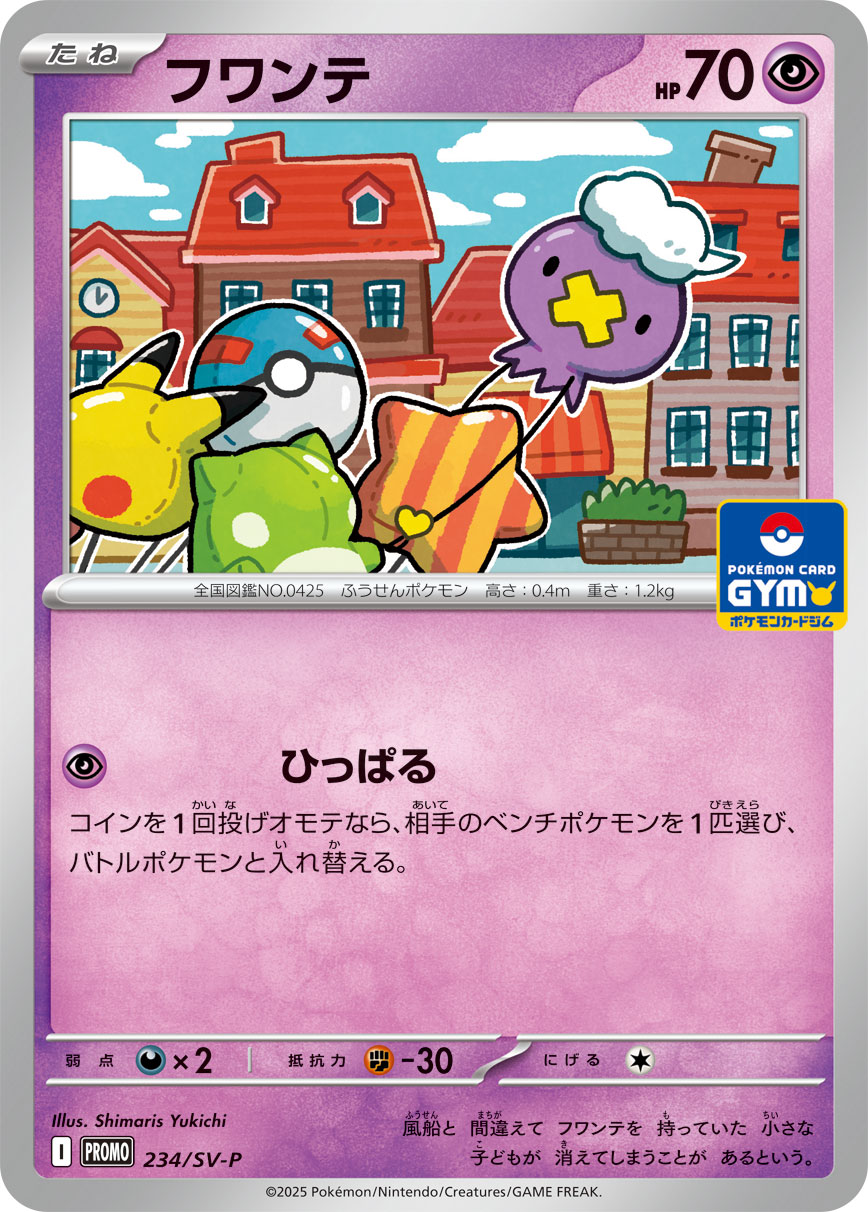 たね
フワンテ
HP70
全国図鑑NO.0425 ふうせんポケモン 高さ:0.4m 重さ:1.2kg
POKÉMON CARD
GYM
ポケモンカードジム
ひっぱる
コインを1回投げオモテなら、相手のベンチポケモンを1匹選び、
バトルポケモンと入れ替える。
弱点 ×2 抵抗力 -30 にげる
Illus. Shimaris Yukichi
風船と 間違えて フワンテを 持っていた 小さな
子どもが 消えてしまうことが あるという。
I PROMO 234/SV-P
©2025 Pokémon/Nintendo/Creatures/GAME FREAK.